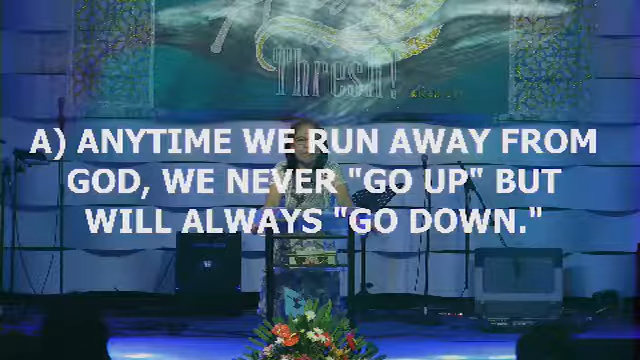 Thresh!
A) ANYTIME WE RUN AWAY FROM
GOD, WE NEVER "GO UP" BUT
WILL ALWAYS "GO DOWN."